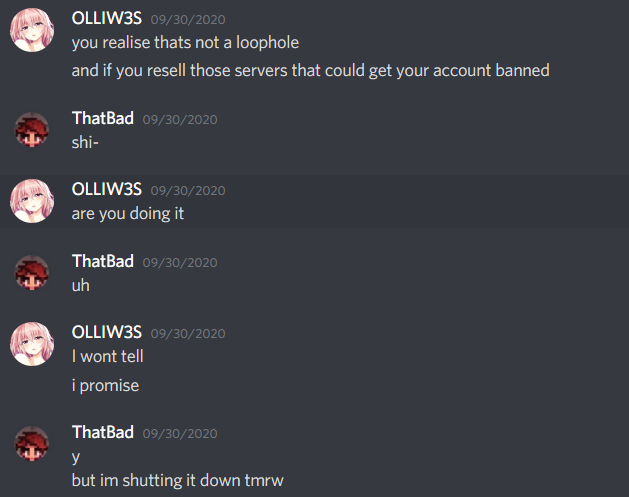 OLLIW3S 09/30/2020
you realise thats not a loophole
and if you resell those servers that could get your account banned
ThatBad 09/30/2020
shi-
OLLIW3S 09/30/2020
are you doing it
ThatBad 09/30/2020
uh
OLLIW3S 09/30/2020
I wont tell
i promise
ThatBad 09/30/2020
y
but im shutting it down tmrw